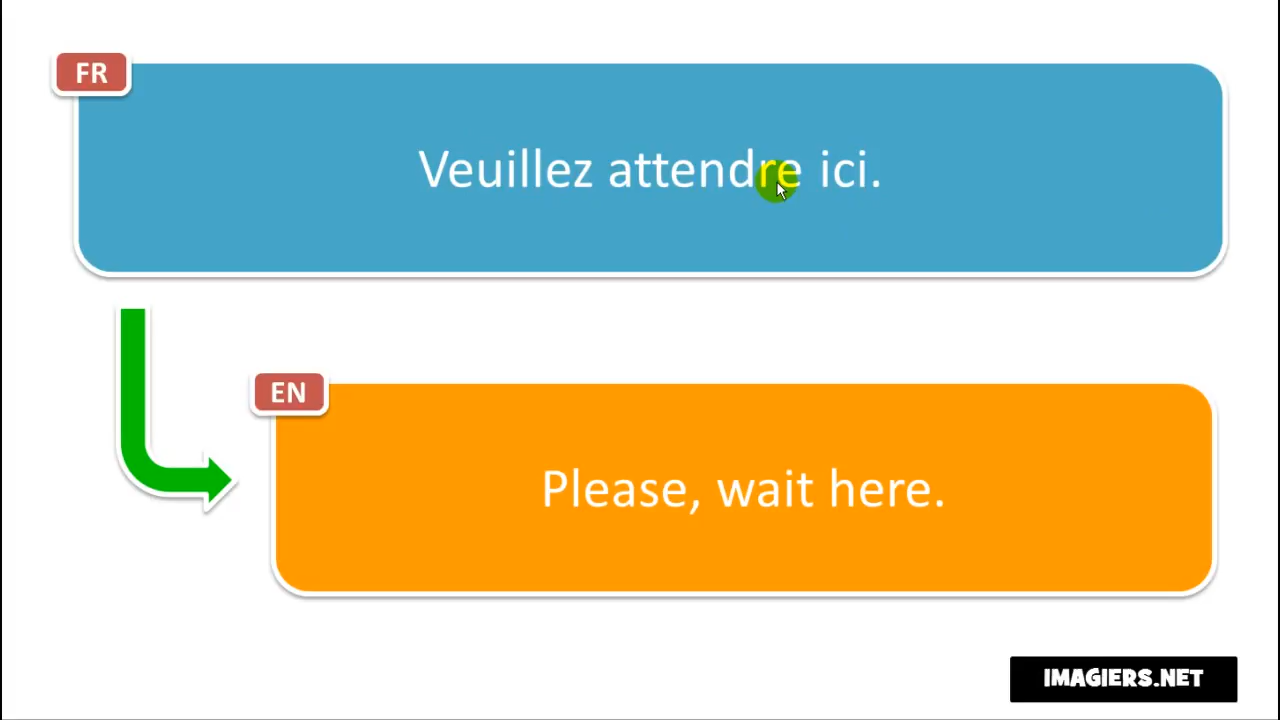 FR
Veuillez attendre ici.
EN
Please, wait here.
IMAGIERS.NET